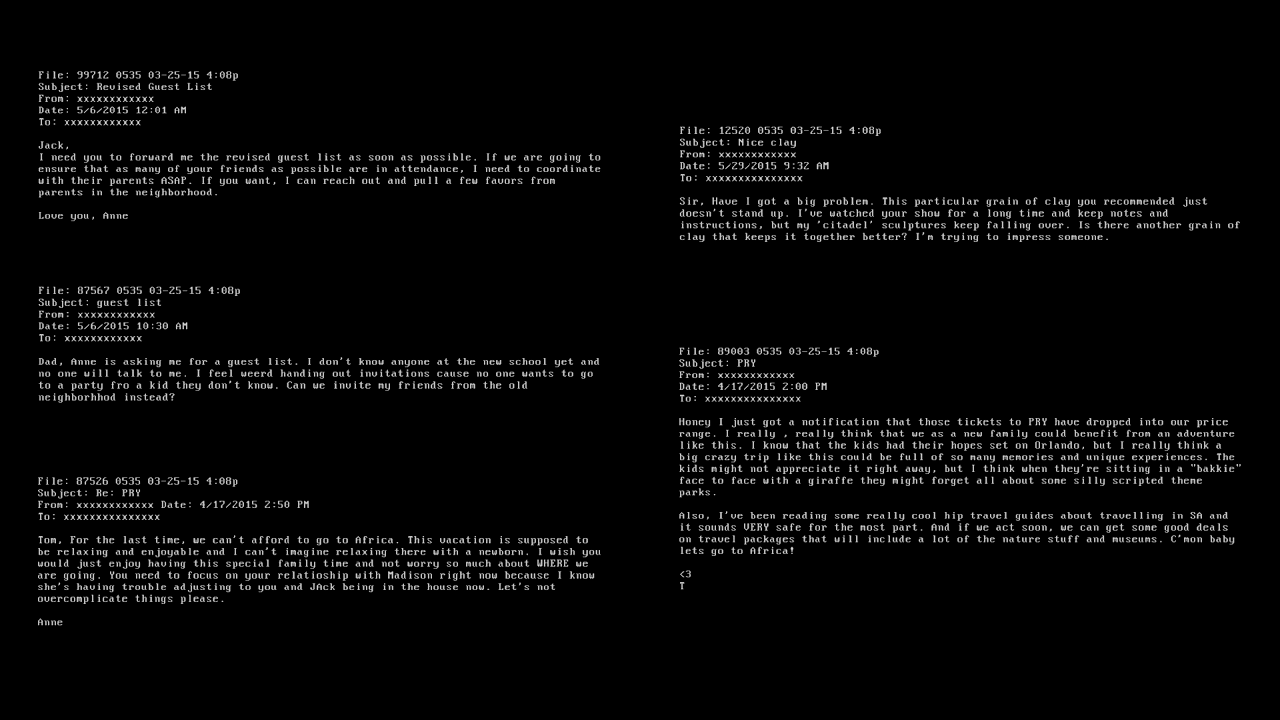 File: 99712 0535 03-25-15 4:08p
Subject: Revised Guest List
From: xxxxxxxxxxxx
Date: 5/6/2015 12:01 AM
To: xxxxxxxxxxxx
Jack,
I need you to forward me the revised guest list as soon as possible. If we are going to
ensure that as many of your friends as possible are in attendance, I need to coordinate
with their parents ASAP. If you want, I can reach out and pull a few favors from
parents in the neighborhood.
Love you, Anne
File: 87567 0535 03-25-15 4:08p
Subject: guest list
From: xxxxxxxxxxxx
Date: 5/6/2015 10:30 AM
To: xxxxxxxxxxxx
Dad, Anne is asking me for a guest list. I don't know anyone at the new school yet and
no one will talk to me. I feel weerd handing out invitations cause no one wants to go
to a party fro a kid they don't know. Can we invite my friends from the old
neighborhhod instead?
File: 87526 0535 03-25-15 4:08p
Subject: Re: PRY
From: xxxxxxxxxxxx Date: 4/17/2015 2:50 PM
To: xxxxxxxxxxxxxxx
Tom, For the last time, we can't afford to go to Africa. This vacation is supposed to
be relaxing and enjoyable and I can't imagine relaxing there with a newborn. I wish you
would just enjoy having this special family time and not worry so much about WHERE we
are going. You need to focus on your relatioship with Madison right now because I know
she's having trouble adjusting to you and JAck being in the house now. Let's not
overcomplicate things please.
Anne
File: 12520 0535 03-25-15 4:08p
Subject: Nice clay
From: xxxxxxxxxxxx
Date: 5/29/2015 9:32 AM
To: xxxxxxxxxxxxxxx
Sir, Have I got a big problem. This particular grain of clay you recommended just
doesn't stand up. I've watched your show for a long time and keep notes and
instructions, but my 'citadel' sculptures keep falling over. Is there another grain of
clay that keeps it together better? I'm trying to impress someone.
File: 89003 0535 03-25-15 4:08p
Subject: PRY
From: xxxxxxxxxxxx
Date: 4/17/2015 2:00 PM
To: xxxxxxxxxxxxxxx
Honey I just got a notification that those tickets to PRY have dropped into our price
range. I really , really think that we as a new family could benefit from an adventure
like this. I know that the kids had their hopes set on Orlando, but I really think a
big crazy trip like this could be full of so many memories and unique experiences. The
kids might not appreciate it right away, but I think when they're sitting in a "bakkie"
face to face with a giraffe they might forget all about some silly scripted theme
parks.
Also, I've been reading some really cool hip travel guides about travelling in SA and
it sounds VERY safe for the most part. And if we act soon, we can get some good deals
on travel packages that will include a lot of the nature stuff and museums. C'mon baby
lets go to Africa!
<3
T